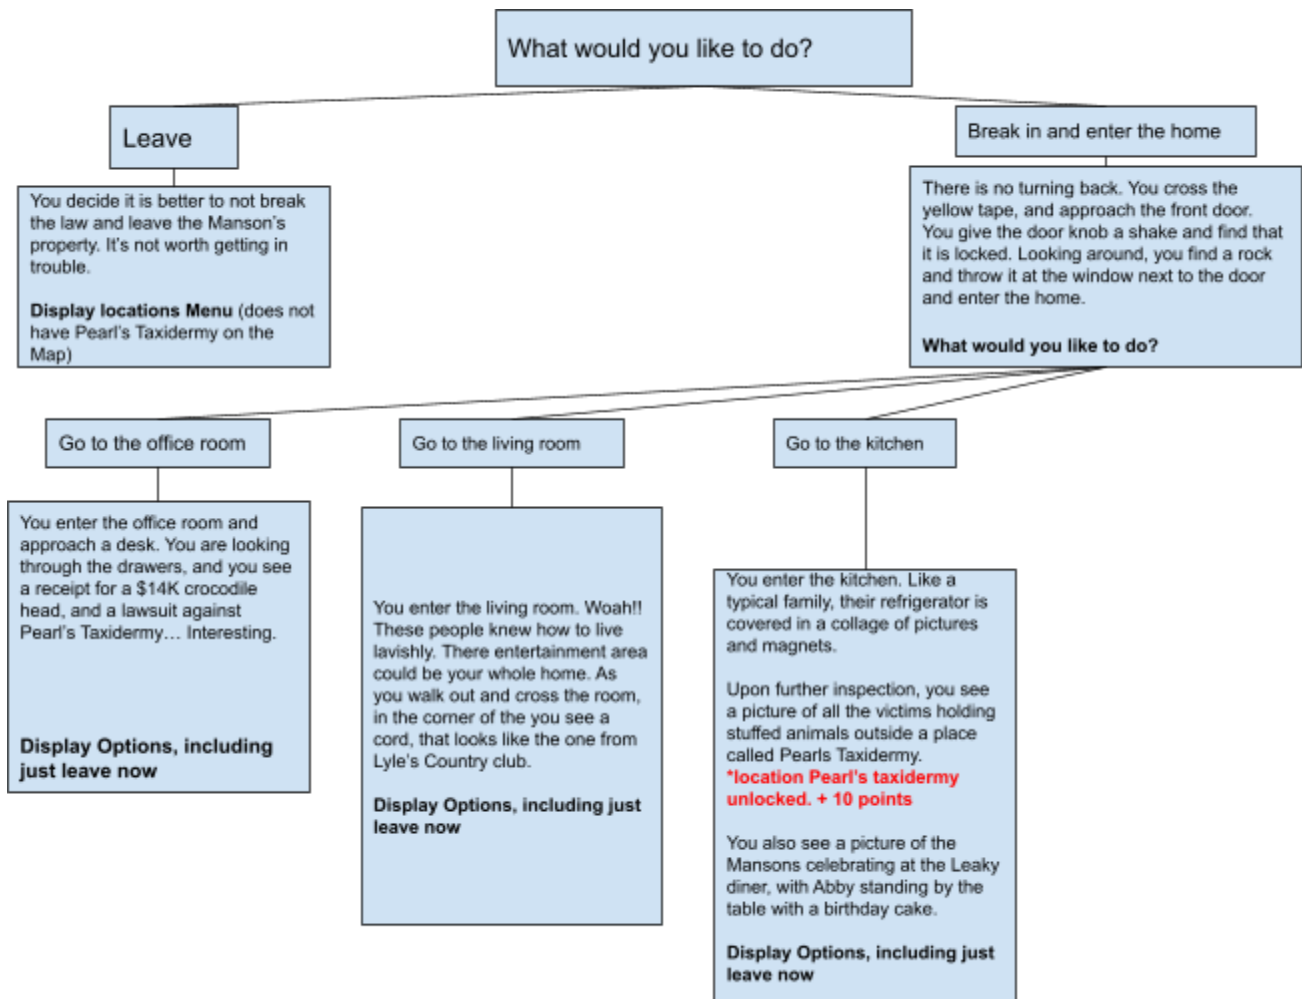 What would you like to do?
Leave
Break in and enter the home
You decide it is better to not break
the law and leave the Manson's
property. It's not worth getting in
trouble.
Display locations Menu (does not
have Pearl's Taxidermy on the
Map)
There is no turning back. You cross the
yellow tape, and approach the front door.
You give the door knob a shake and find that
it is locked. Looking around, you find a rock
and throw it at the window next to the door
and enter the home.
What would you like to do?
Go to the office room
Go to the living room
Go to the kitchen
You enter the office room and
approach a desk. You are looking
through the drawers, and you see
a receipt for a $14K crocodile
head, and a lawsuit against
Pearl's Taxidermy... Interesting.
Display Options, including
just leave now
You enter the living room. Woah!!
These people knew how to live
lavishly. There entertainment area
could be your whole home. As
you walk out and cross the room,
in the corner of the you see a
cord, that looks like the one from
Lyle's Country club.
Display Options, including just
leave now
You enter the kitchen. Like a
typical family, their refrigerator is
covered in a collage of pictures
and magnets.
Upon further inspection, you see
a picture of all the victims holding
stuffed animals outside a place
called Pearls Taxidermy.
*location Pearl's taxidermy
unlocked. + 10 points
You also see a picture of the
Mansons celebrating at the Leaky
diner, with Abby standing by the
table with a birthday cake.
Display Options, including just
leave now